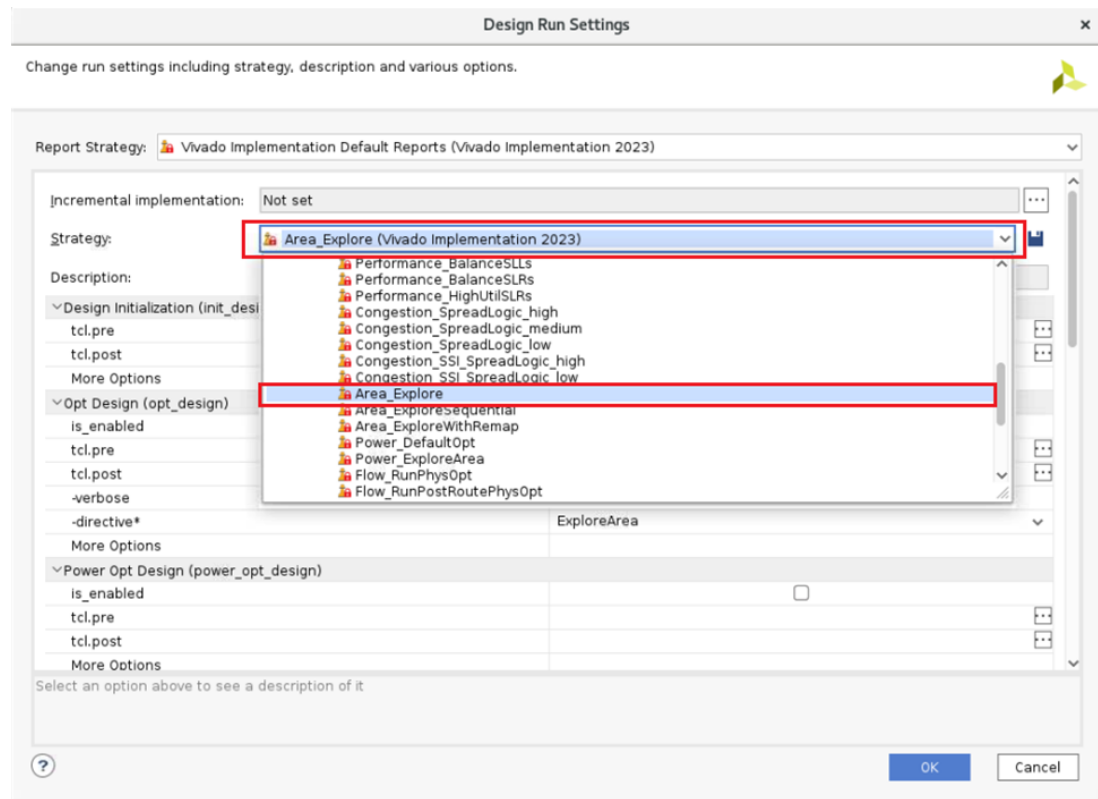 Design Run Settings
Change run settings including strategy, description and various options.
Report Strategy: Vivado Implementation Default Reports (Vivado Implementation 2023)
Incremental implementation: Not set
Strategy: Area_Explore (Vivado Implementation 2023)
Performance_BalanceSLLs
Description:
Performance_BalanceSLRs
Performance_HighUtilSLRs
Design Initialization (init_desi
Congestion_SpreadLogic_high
tcl.pre
Congestion_SpreadLogic_medium
Congestion_SpreadLogic_low
tcl.post
Congestion_SSI_SpreadLogic_high
More Options
Congestion_SSI_SpreadLogic_low
Area_Explore
Opt Design (opt_design)
Area_ExploreSequential
is_enabled
Area_ExploreWithRemap
Power_DefaultOpt
tcl.pre
Power_ExploreArea
tcl.post
Flow_RunPhysOpt
-verbose
Flow_RunPostRoutePhysOpt
-directive* ExploreArea
More Options
Power Opt Design (power_opt_design)
is_enabled
tcl.pre
tcl.post
More Options
Select an option above to see a description of it
? OK Cancel